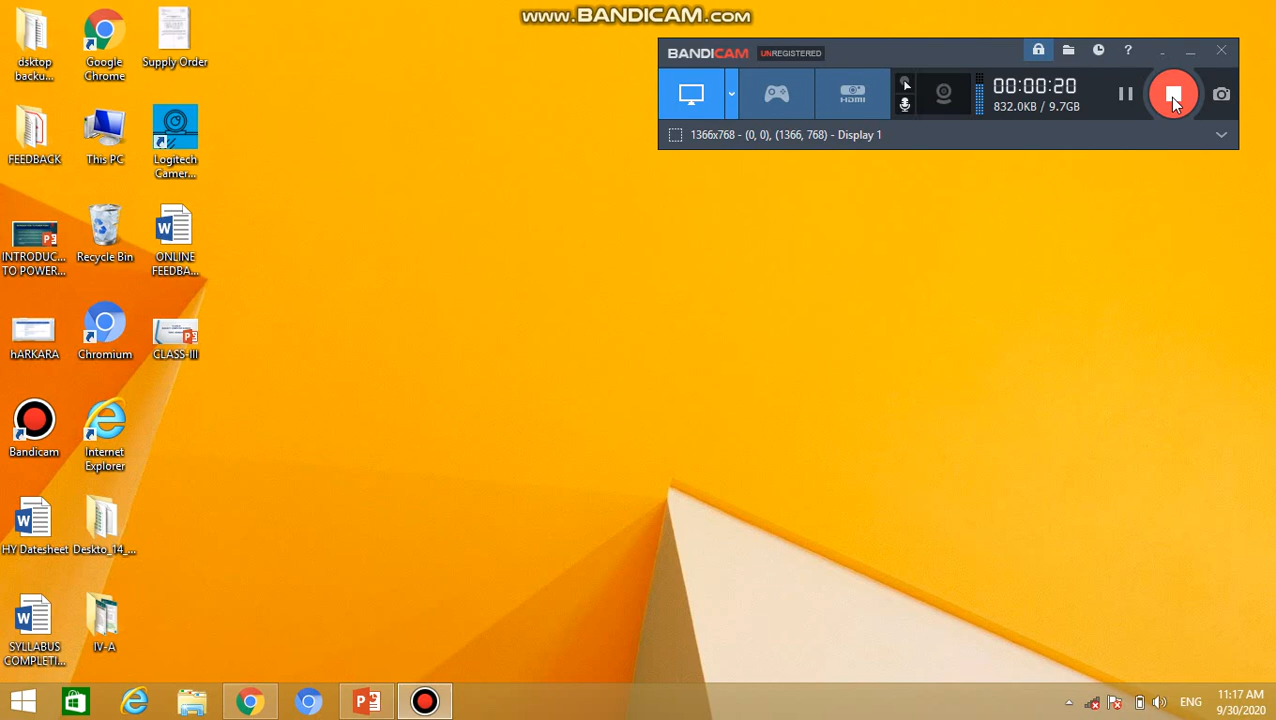 www.BANDICAM.com
BANDICAM UNREGISTERED
00:00:20
832.0KB / 9.7GB
HDMI
1366x768 - (0, 0), (1366, 768) - Display 1
dsktop
backu...
Google
Chrome
Supply Order
FEEDBACK
This PC
Logitech
Camer...
INTRODUC...
TO POWER...
Recycle Bin
ONLINE
FEEDBA...
hARKARA
Chromium
CLASS-III
Bandicam
Internet
Explorer
HY Datesheet
Deskto_14_...
SYLLABUS
COMPLETI...
IV-A
ENG
11:17 AM
9/30/2020